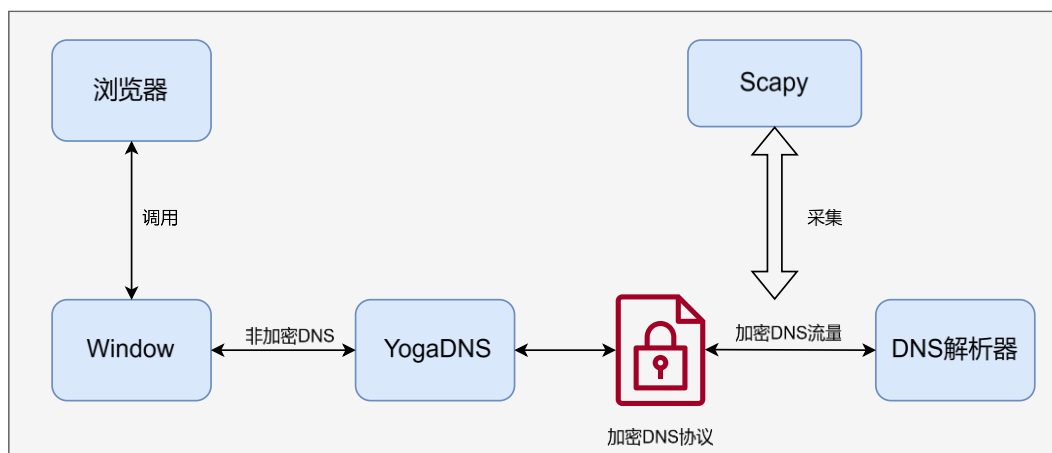 浏览器
Scapy
调用
采集
Window
非加密DNS
YogaDNS
加密DNS流量
DNS解析器
加密DNS协议